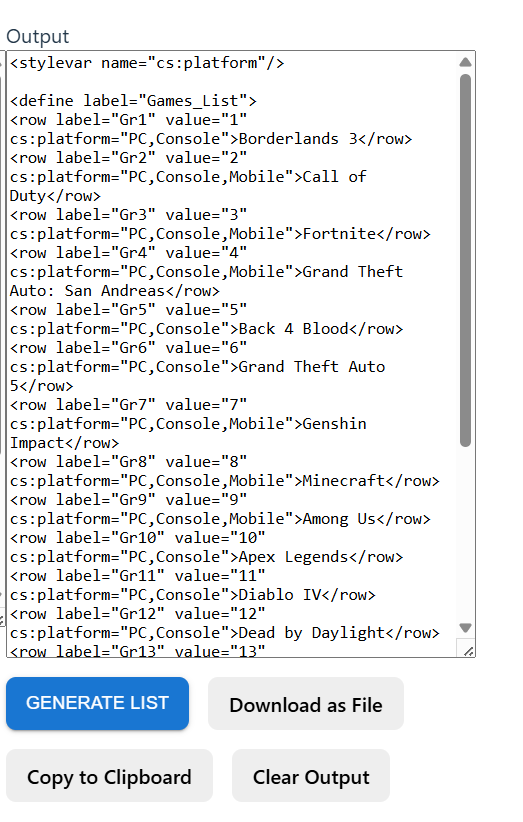 Output
<stylevar name="cs:platform"/>
<define label="Games_List">
<row label="Gr1" value="1"
cs:platform="PC,Console">Borderlands 3</row>
<row label="Gr2" value="2"
cs:platform="PC,Console,Mobile">Call of
Duty</row>
<row label="Gr3" value="3"
cs:platform="PC,Console,Mobile">Fortnite</row>
<row label="Gr4" value="4"
cs:platform="PC,Console,Mobile">Grand Theft
Auto: San Andreas</row>
<row label="Gr5" value="5"
cs:platform="PC,Console">Back 4 Blood</row>
<row label="Gr6" value="6"
cs:platform="PC,Console">Grand Theft Auto
5</row>
<row label="Gr7" value="7"
cs:platform="PC,Console,Mobile">Genshin
Impact</row>
<row label="Gr8" value="8"
cs:platform="PC,Console,Mobile">Minecraft</row>
<row label="Gr9" value="9"
cs:platform="PC,Console,Mobile">Among Us</row>
<row label="Gr10" value="10"
cs:platform="PC,Console">Apex Legends</row>
<row label="Gr11" value="11"
cs:platform="PC,Console">Diablo IV</row>
<row label="Gr12" value="12"
cs:platform="PC,Console">Dead by Daylight</row>
<row label="Gr13" value="13"
GENERATE LIST
Download as File
Copy to Clipboard
Clear Output